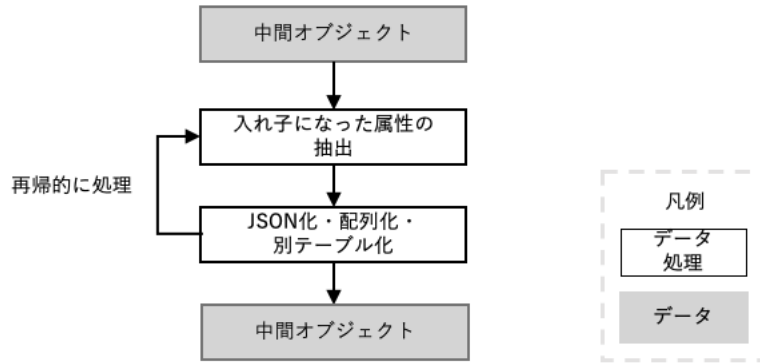 中間オブジェクト
入れ子になった属性の
抽出
再帰的に処理
JSON化・配列化・
別テーブル化
中間オブジェクト
凡例
データ
処理
データ